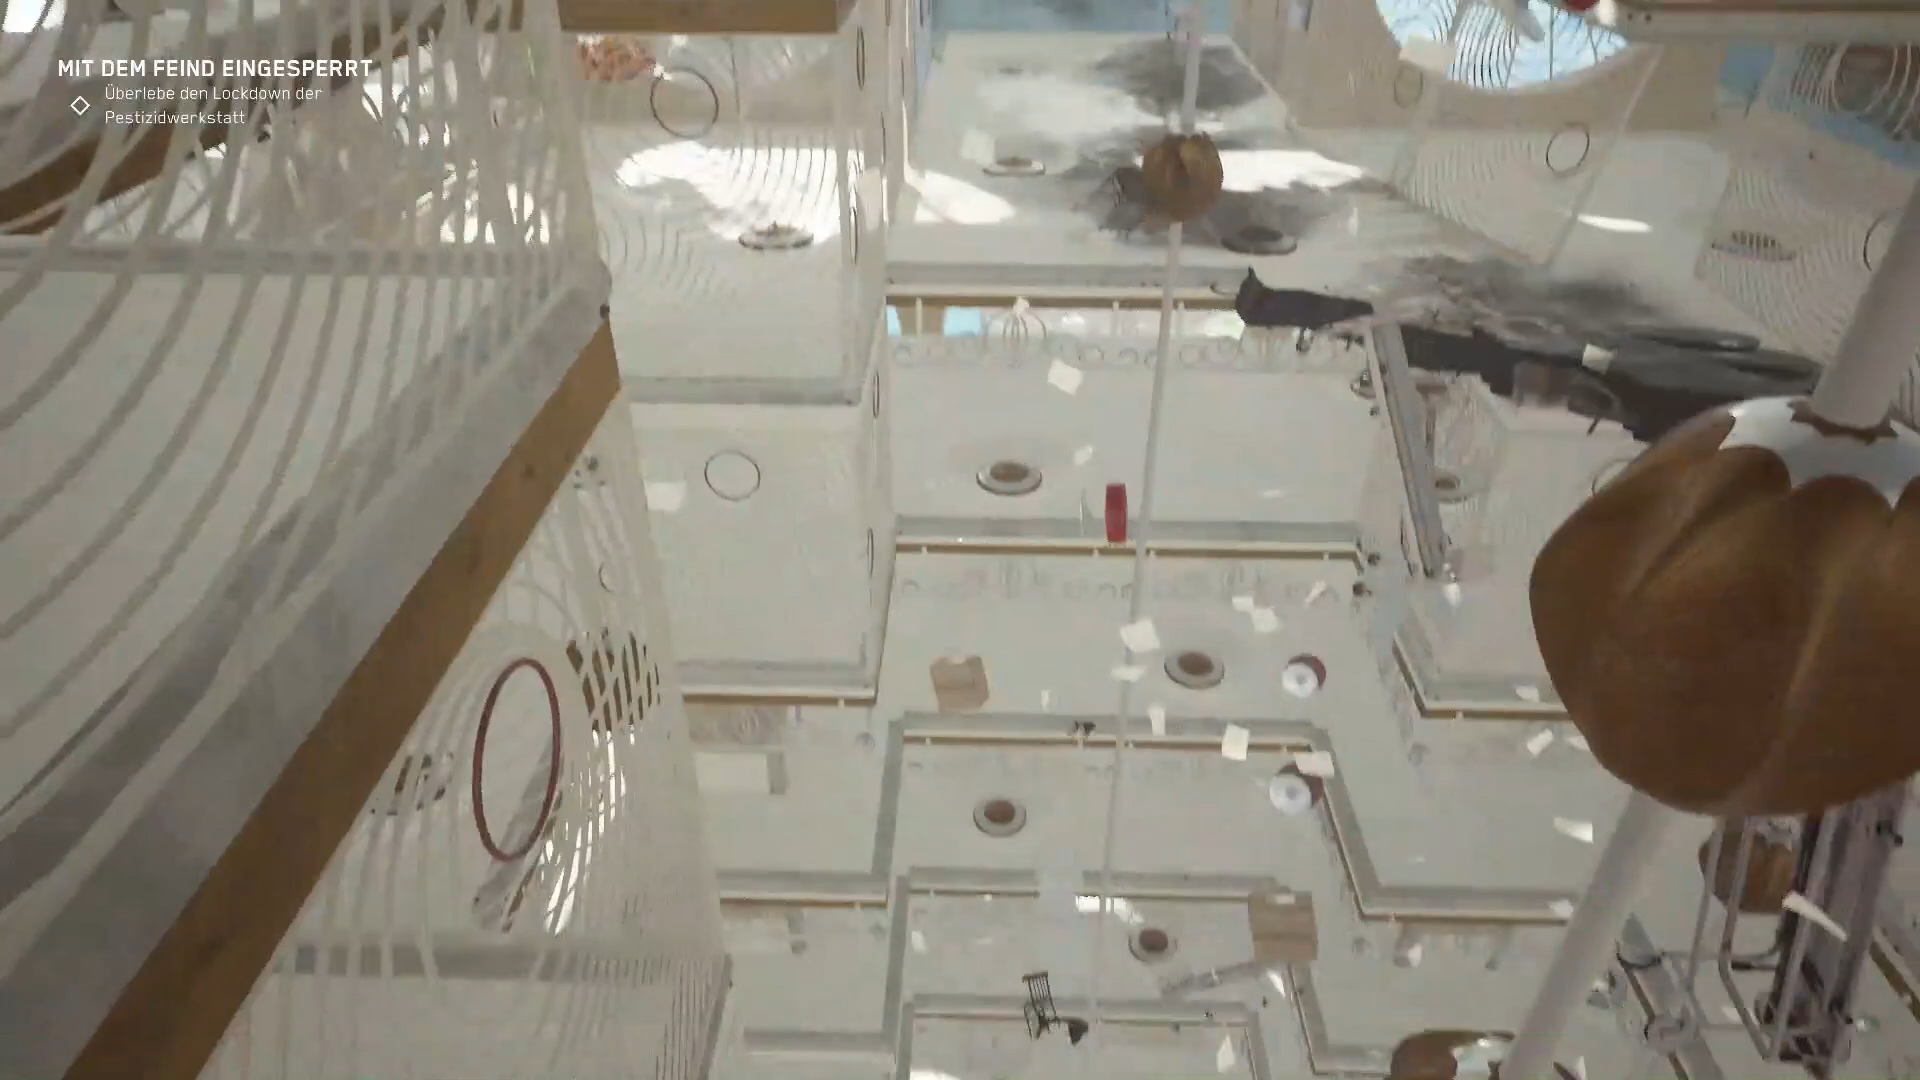 MIT DEM FEIND EINGESPERRT
Überlebe den Lockdown der
Pestizidwerkstatt